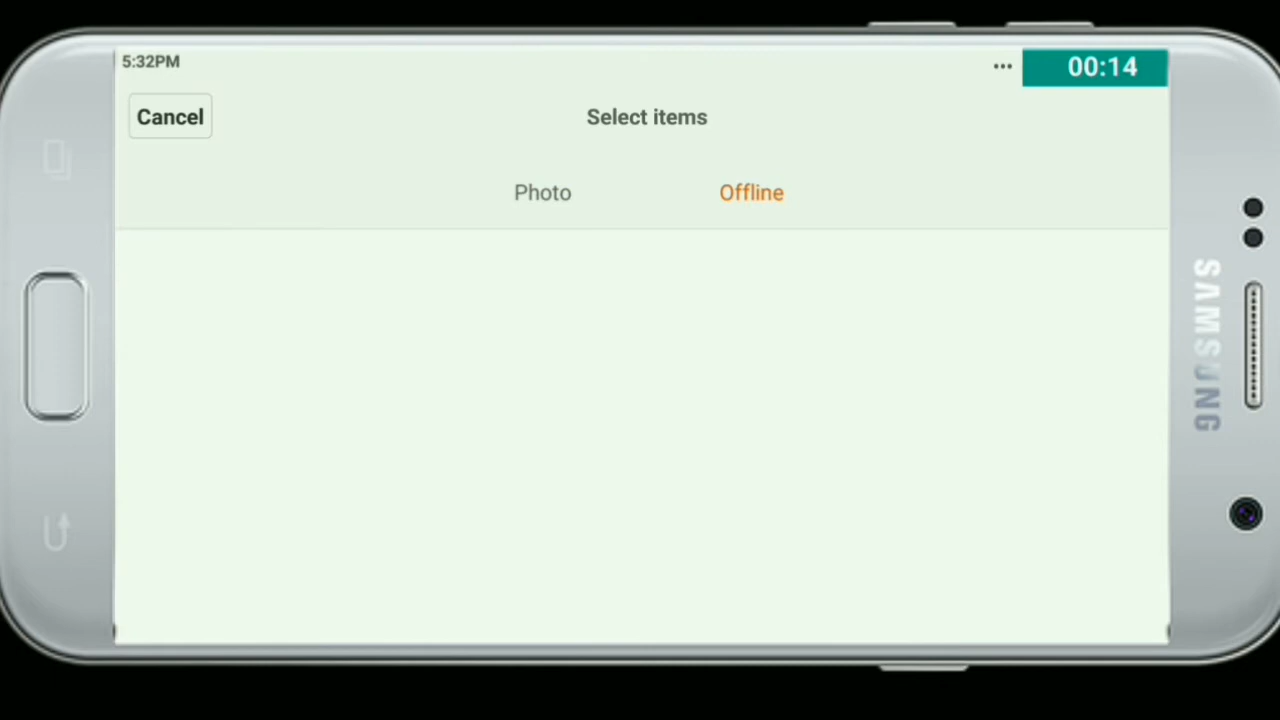 5:32PM
00:14
Cancel
Select items
Photo
Offline
SAMSUNG